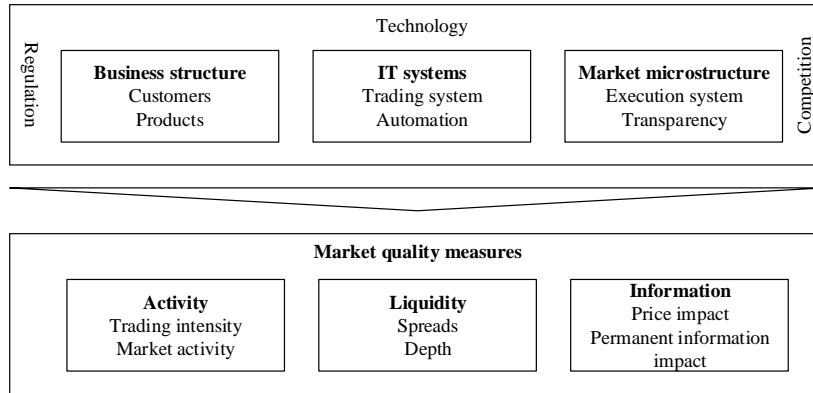 Technology
Regulation
Business structure
Customers
Products
IT systems
Trading system
Automation
Market microstructure
Execution system
Transparency
Competition
Market quality measures
Activity
Trading intensity
Market activity
Liquidity
Spreads
Depth
Information
Price impact
Permanent information
impact